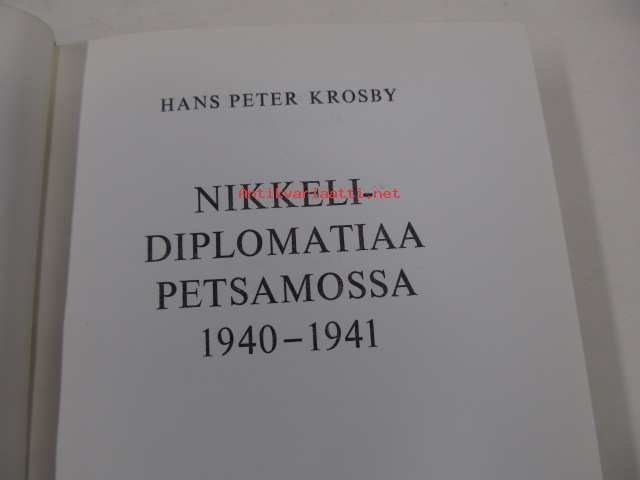 HANS PETER KROSBY
NIKKELI-
Antikvariaatti.net
DIPLOMATIAA
PETSAMOSSA
1940–1941